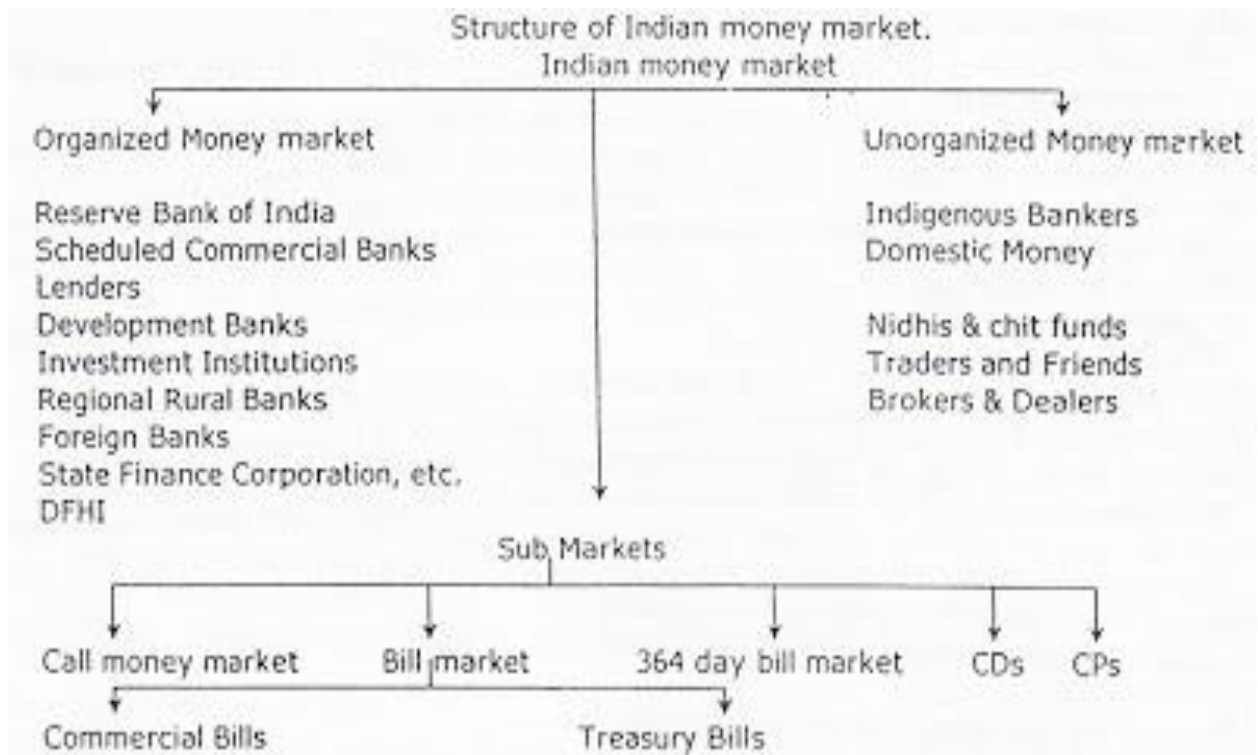 Structure of Indian money market.
Indian money market
Organized Money market
Reserve Bank of India
Scheduled Commercial Banks
Lenders
Development Banks
Investment Institutions
Regional Rural Banks
Foreign Banks
State Finance Corporation, etc.
DFHI
Unorganized Money market
Indigenous Bankers
Domestic Money
Nidhis & chit funds
Traders and Friends
Brokers & Dealers
Sub Markets
Call money market
Bill market
364 day bill market
CDs
CPs
Commercial Bills
Treasury Bills